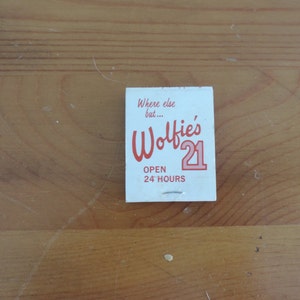 Where else
but...
Wolfie's
21
OPEN
24 HOURS